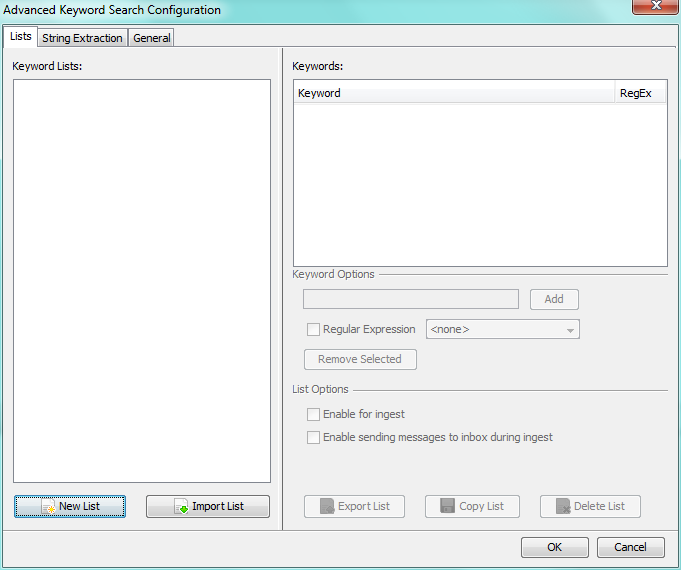 Advanced Keyword Search Configuration
Lists String Extraction General
Keyword Lists:
Keywords:
Keyword RegEx
Keyword Options
Add
Regular Expression <none>
Remove Selected
List Options
Enable for ingest
Enable sending messages to inbox during ingest
New List Import List Export List Copy List Delete List
OK Cancel